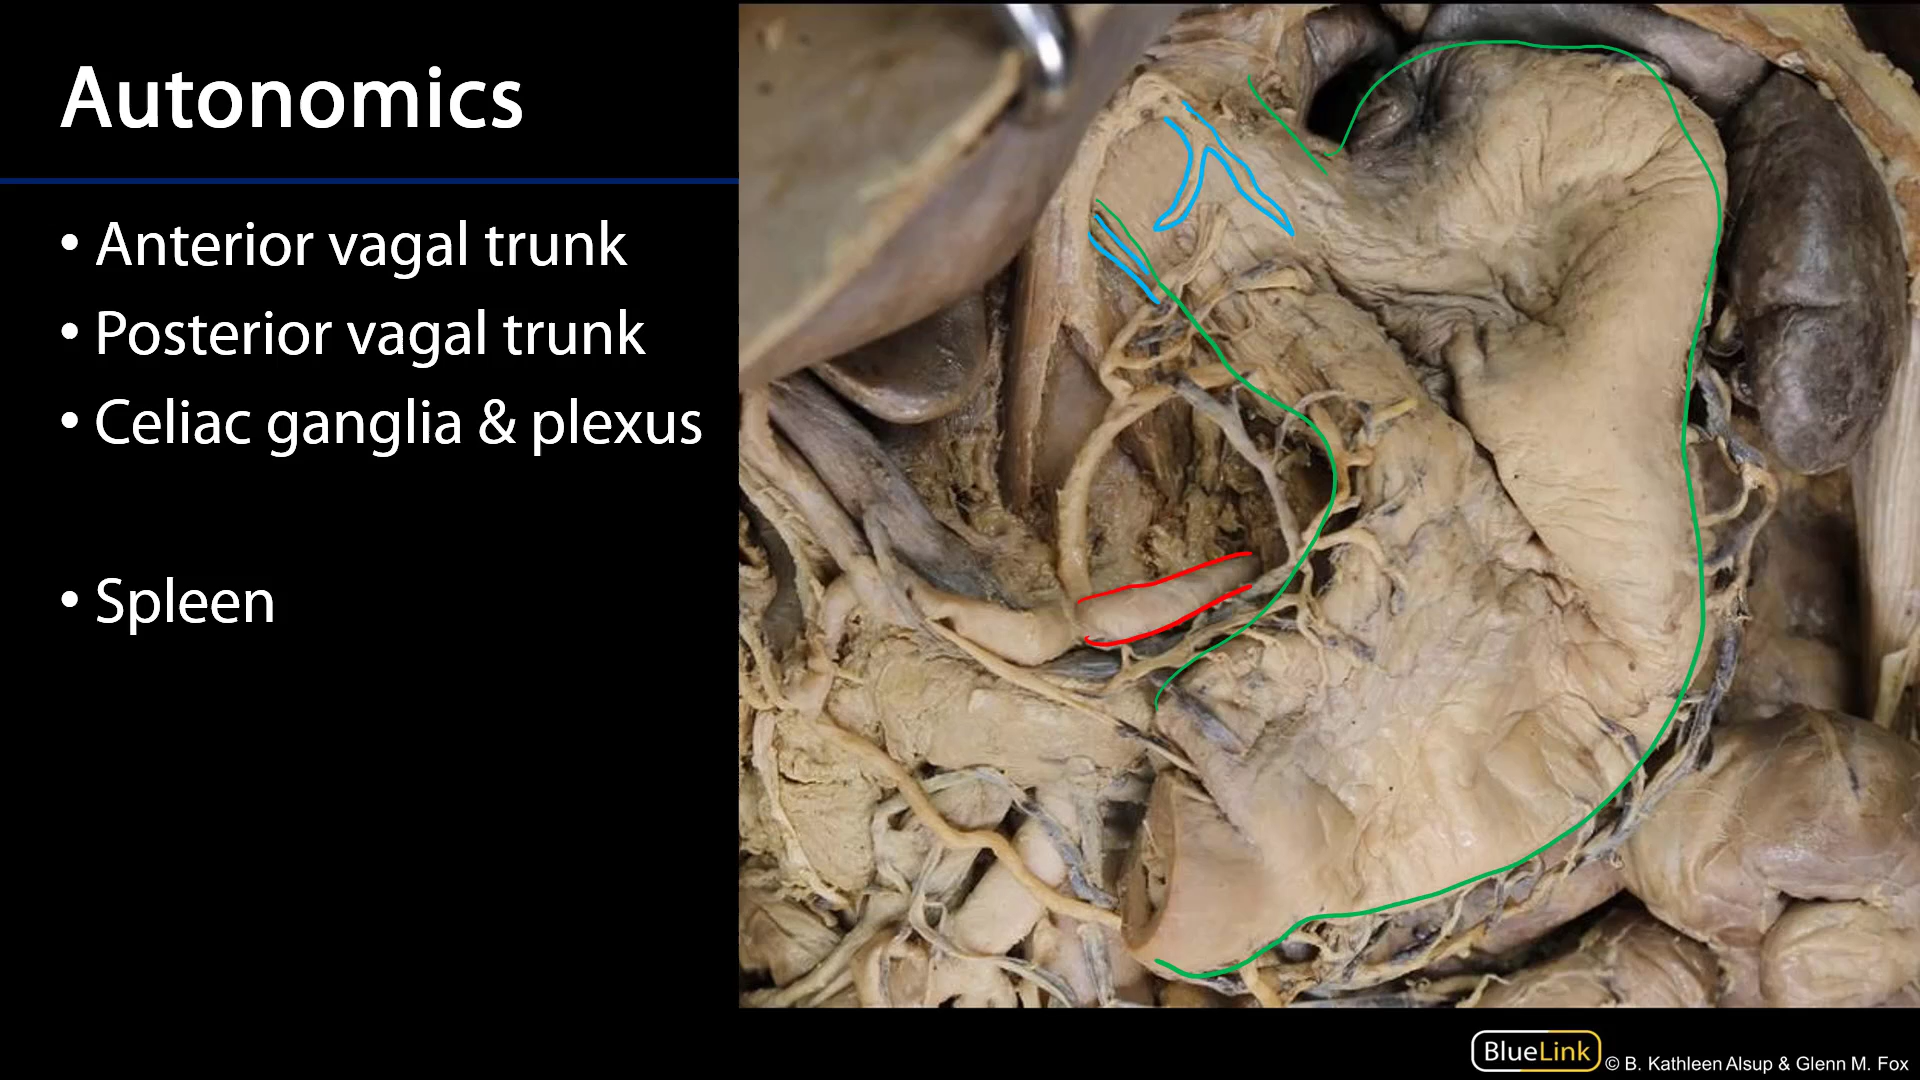 Autonomics
• Anterior vagal trunk
• Posterior vagal trunk
• Celiac ganglia & plexus
• Spleen
BlueLink © B. Kathleen Alsup & Glenn M. Fox